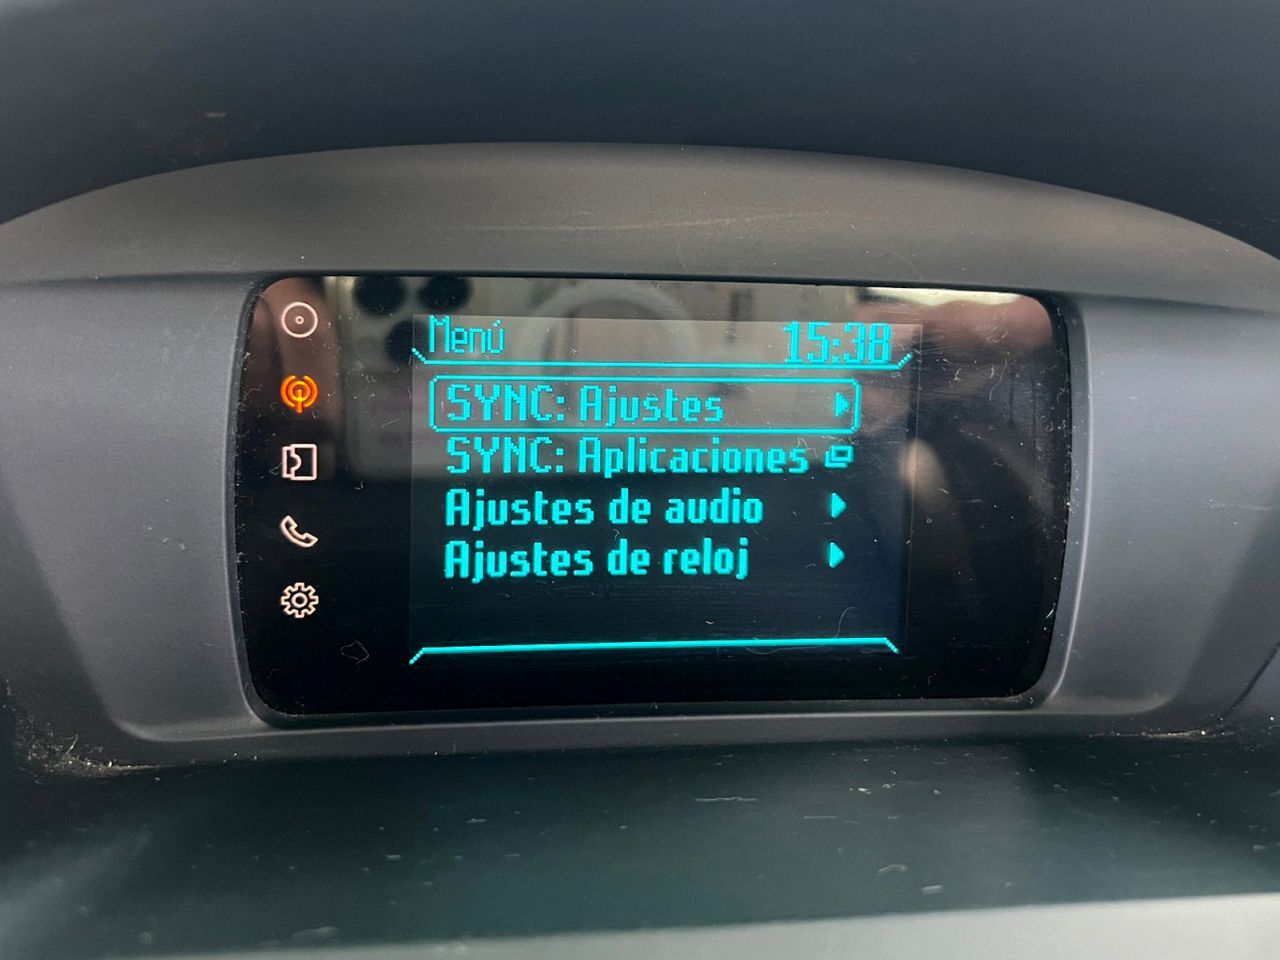 Menú 15:38
SYNC: Ajustes
SYNC: Aplicaciones
Ajustes de audio
Ajustes de reloj